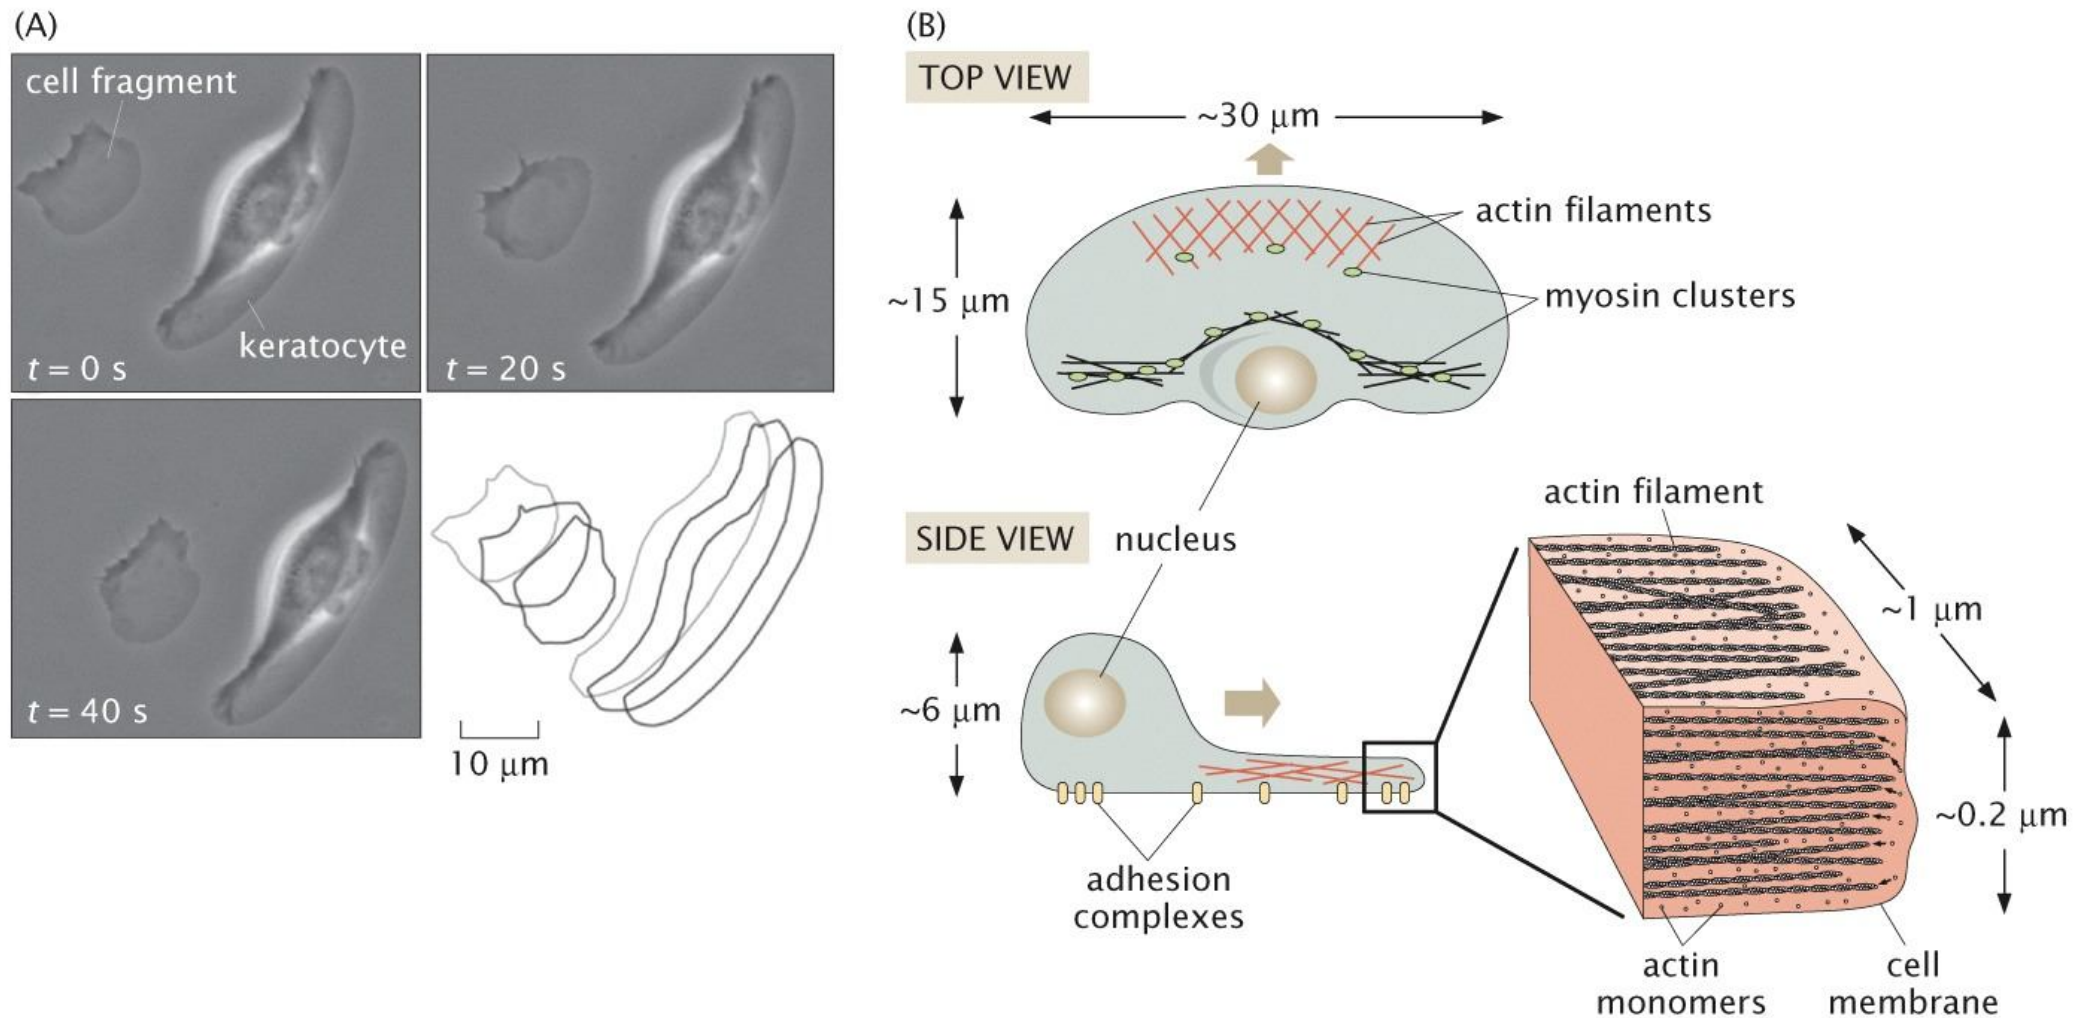 (A)
cell fragment
keratocyte
t = 0 s
t = 20 s
t = 40 s
10 μm
(B)
TOP VIEW
~30 μm
actin filaments
~15 μm
myosin clusters
nucleus
SIDE VIEW
~6 μm
adhesion
complexes
actin filament
~1 μm
~0.2 μm
actin
monomers
cell
membrane